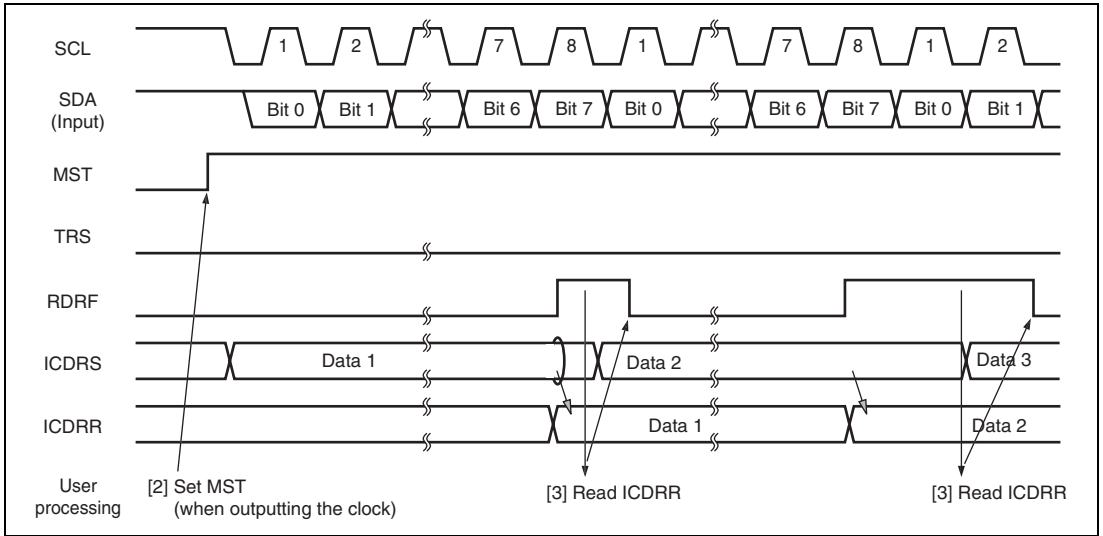 SCL
1 2 7 8 1 7 8 1 2
SDA
(Input)
Bit 0 Bit 1 Bit 6 Bit 7 Bit 0 Bit 6 Bit 7 Bit 0 Bit 1
MST
TRS
RDRF
ICDRS
Data 1 Data 2 Data 3
ICDRR
Data 1 Data 2
User
processing
[2] Set MST
(when outputting the clock)
[3] Read ICDRR
[3] Read ICDRR